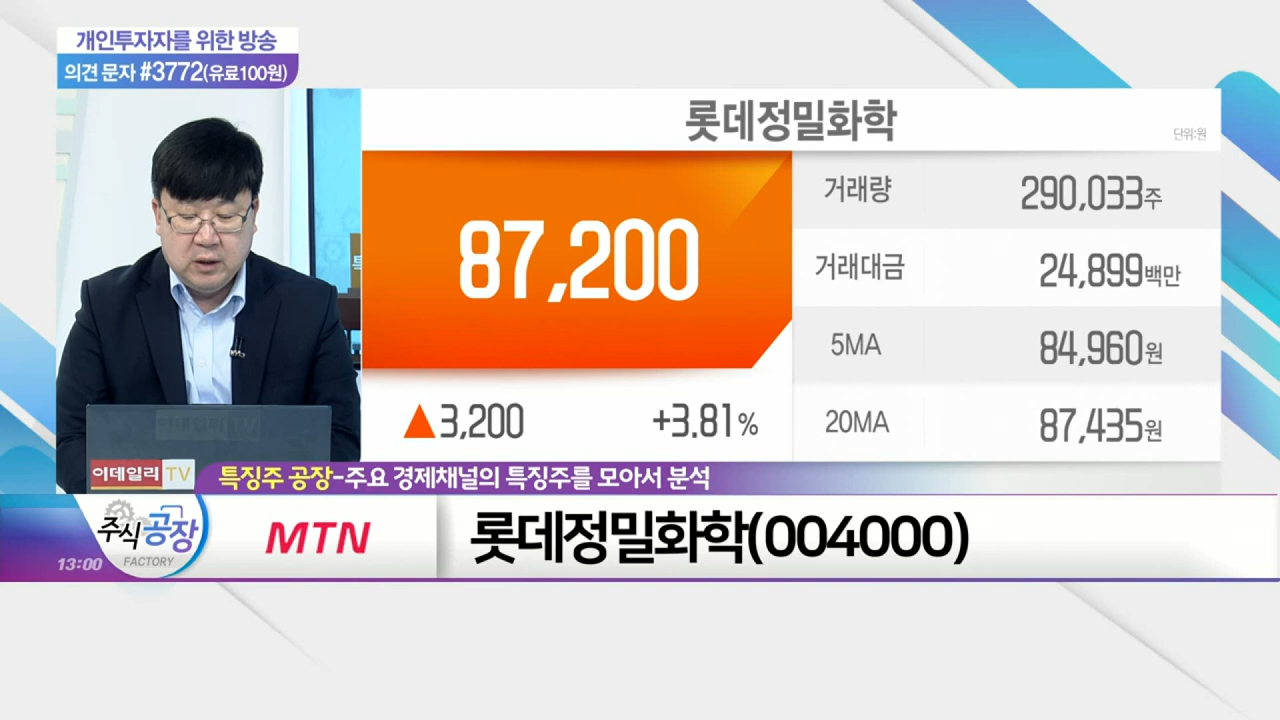 개인투자자를 위한 방송
의견 문자 #3772(유료100원)
롯데정밀화학
단위:원
87,200
▲3,200 +3.81%
거래량 290,033주
거래대금 24,899백만
5MA 84,960원
20MA 87,435원
이데일리TV
이데일리 TV
특징주 공장-주요 경제채널의 특징주를 모아서 분석
주식공장
FACTORY
13:00
MTN
롯데정밀화학(004000)